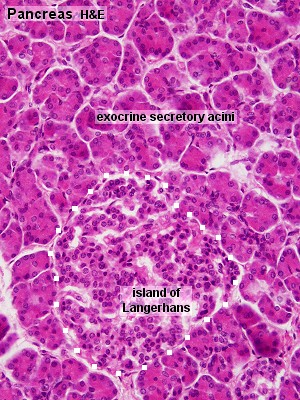 Pancreas H&E
exocrine secretory acini
island of
Langerhans